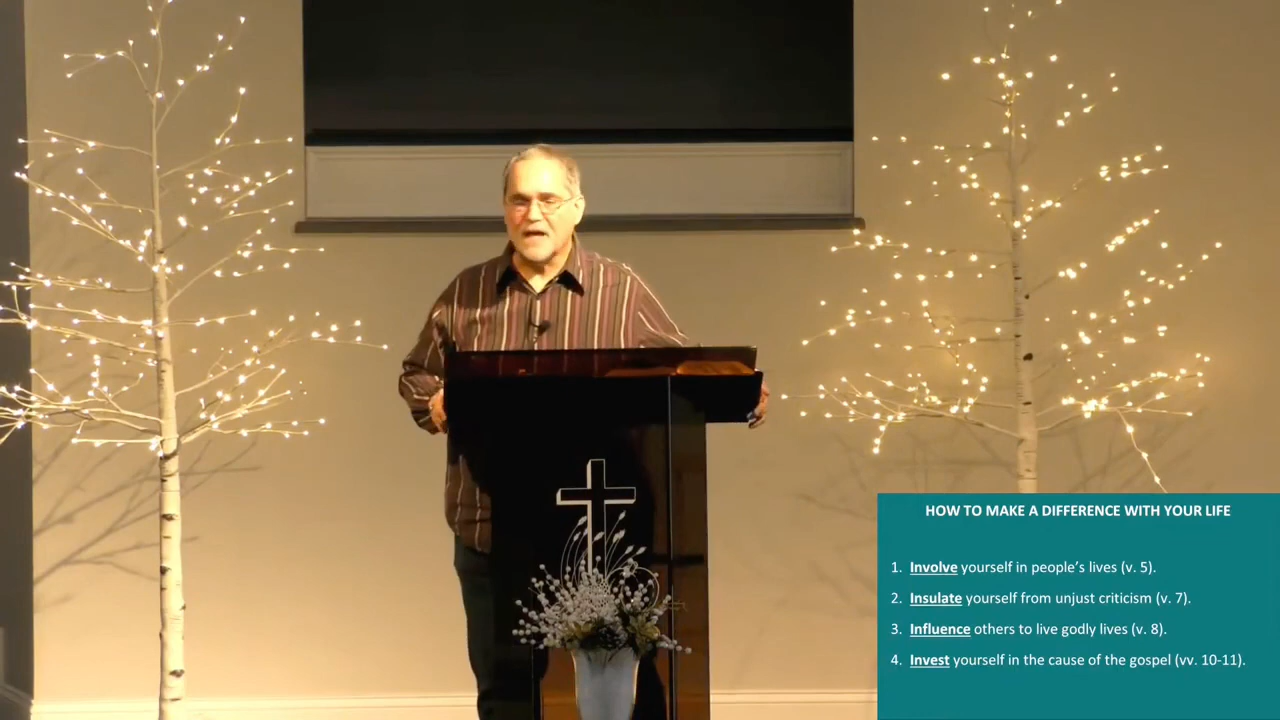 HOW TO MAKE A DIFFERENCE WITH YOUR LIFE
1. Involve yourself in people's lives (v. 5).
2. Insulate yourself from unjust criticism (v. 7).
3. Influence others to live godly lives (v. 8).
4. Invest yourself in the cause of the gospel (vv. 10-11).